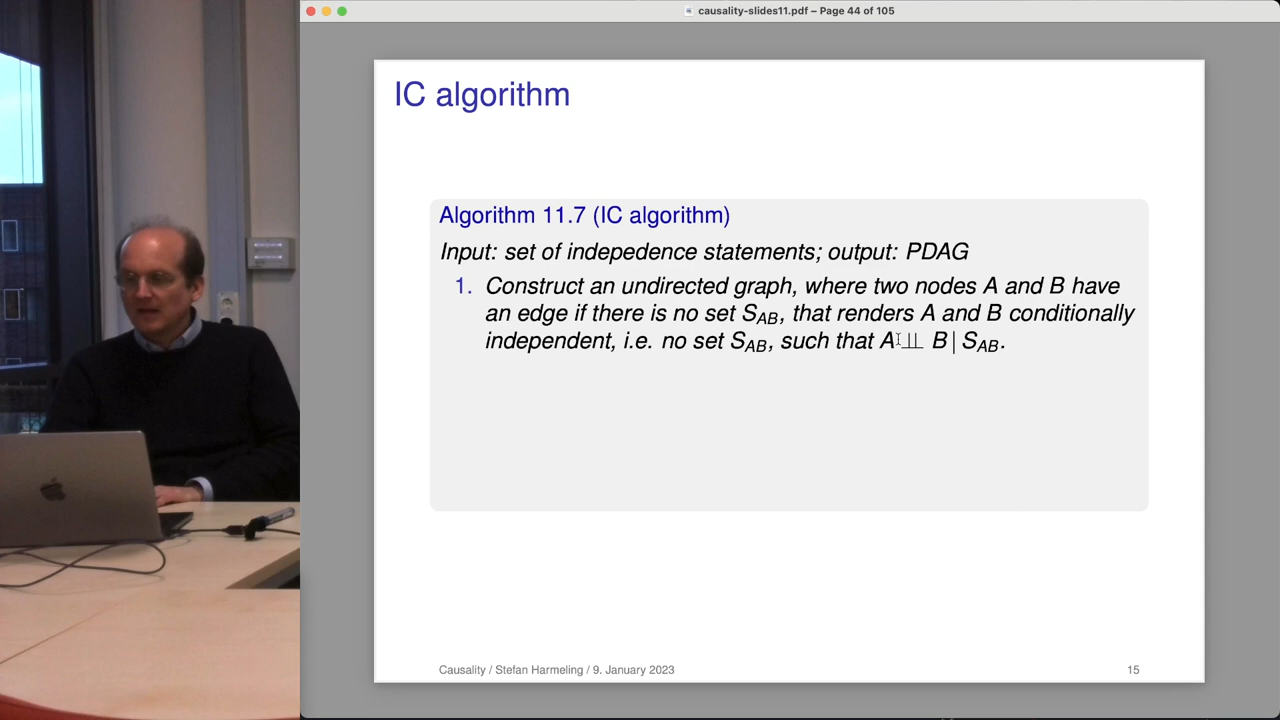 causality-slides11.pdf – Page 44 of 105
IC algorithm
Algorithm 11.7 (IC algorithm)
Input: set of indepedence statements; output: PDAG
1. Construct an undirected graph, where two nodes A and B have
an edge if there is no set S_AB, that renders A and B conditionally
independent, i.e. no set S_AB, such that A ⫫ B | S_AB.
Causality / Stefan Harmeling / 9. January 2023
15